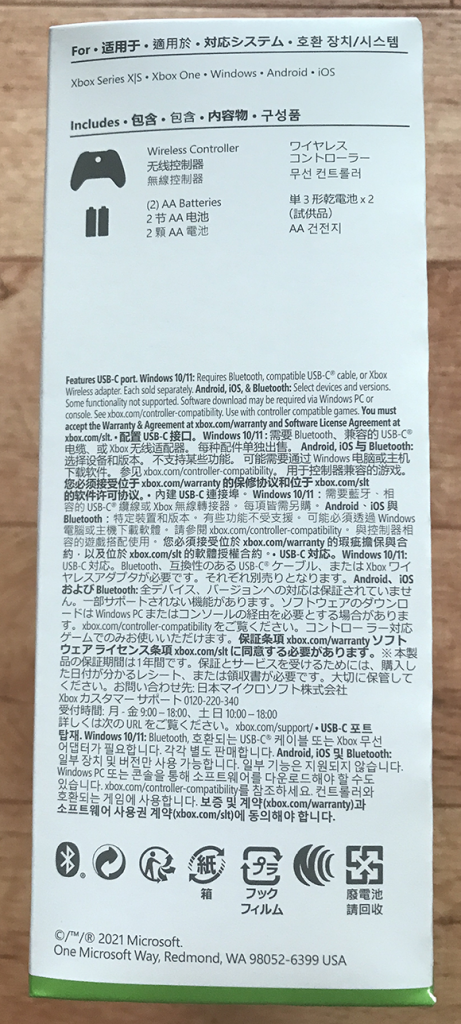 For • 适用于 • 適用於 • 対応システム • 호환 장치/시스템
Xbox Series X|S • Xbox One • Windows • Android • iOS
Includes • 包含 • 包含 • 内容物 • 구성품
Wireless Controller
无线控制器
無線控制器
ワイヤレス
コントローラー
무선 컨트롤러
(2) AA Batteries
2 节 AA 电池
2 顆 AA 電池
単 3 形乾電池 x 2
(試供品)
AA 건전지
Features USB-C port. Windows 10/11: Requires Bluetooth, compatible USB-C® cable, or Xbox
Wireless adapter. Each sold separately. Android, iOS, & Bluetooth: Select devices and versions.
Some functionality not supported. Software download may be required via Windows PC or
console. See xbox.com/controller-compatibility. Use with controller compatible games. You must
accept the Warranty & Agreement at xbox.com/warranty and Software License Agreement at
xbox.com/slt. • 配置 USB-C 接口。Windows 10/11: 需要 Bluetooth、兼容的 USB-C®
电缆、或 Xbox 无线适配器。每种配件单独出售。Android, iOS 与 Bluetooth:
选择设备和版本。不支持某些功能。可能需要通过 Windows 电脑或主机
下载软件。参见 xbox.com/controller-compatibility。用于控制器兼容的游戏。
您必须接受位于 xbox.com/warranty 的保修协议和位于 xbox.com/slt
的软件许可协议。• 內建 USB-C 連接埠。Windows 10/11：需要藍牙、相
容的 USB-C® 纜線或 Xbox 無線轉接器。每項皆需另購。Android、iOS 與
Bluetooth：特定裝置和版本。有些功能不受支援。可能必須透過 Windows
電腦或主機下載軟體。請參閱 xbox.com/controller-compatibility。與控制器相
容的遊戲搭配使用。您必須接受位於 xbox.com/warranty 的瑕疵擔保與合
約，以及位於 xbox.com/slt 的軟體授權合約。• USB-C 対応。Windows 10/11:
USB-C 対応。Bluetooth、互換性のある USB-C® ケーブル、または Xbox ワイ
ヤレスアダプタが必要です。それぞれ別売りとなります。Android、iOS
および Bluetooth: 全デバイス、バージョンへの対応は保証されていませ
ん。一部サポートされない機能があります。ソフトウェアのダウンロ
ードは Windows PC またはコンソールの経由を必要とする場合がありま
す。xbox.com/controller-compatibility をご覧ください。コントローラー対応
ゲームでのみお使いいただけます。保証条項 xbox.com/warranty ソフト
ウェア ライセンス条項 xbox.com/slt に同意する必要があります。※ 本製
品の保証期間は 1 年間です。保証とサービスを受けるためには、購入し
た日付が分かるレシート、または領収書が必要です。大切に保管して
ください。お問い合わせ先: 日本マイクロソフト株式会社
Xbox カスタマー サポート 0120-220-340
受付時間: 月 - 金 9:00 – 18:00、土 日 10:00 – 18:00
詳しくは次の URL をご覧ください。xbox.com/support/ • USB-C 포트
탑재. Windows 10/11: Bluetooth, 호환되는 USB-C® 케이블 또는 Xbox 무선
어댑터가 필요합니다. 각각 별도 판매합니다. Android, iOS 및 Bluetooth:
일부 장치 및 버전만 사용 가능합니다. 일부 기능은 지원되지 않습니다.
Windows PC 또는 콘솔을 통해 소프트웨어를 다운로드해야 할 수도
있습니다. xbox.com/controller-compatibility를 참조하세요. 컨트롤러와
호환되는 게임에 사용합니다. 보증 및 계약(xbox.com/warranty)과
소프트웨어 사용권 계약(xbox.com/slt)에 동의해야 합니다.
紙
箱
プラ
フック
フィルム
廢電池
請回收
©/™/® 2021 Microsoft.
One Microsoft Way, Redmond, WA 98052-6399 USA